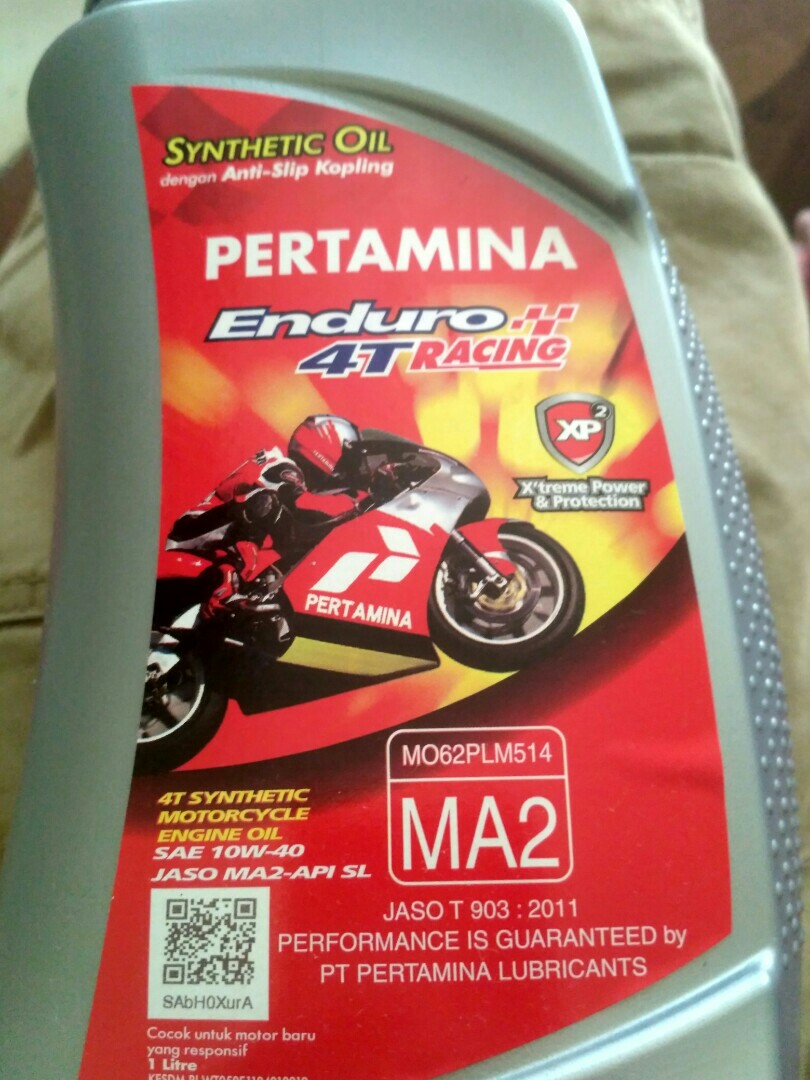 SYNTHETIC OIL
dengan Anti-Slip Kopling
PERTAMINA
Enduro
4T RACING
XP2
X'treme Power
& Protection
PERTAMINA
PERTAMINA
MO62PLM514
MA2
4T SYNTHETIC
MOTORCYCLE
ENGINE OIL
SAE 10W-40
JASO MA2-API SL
JASO T 903 : 2011
PERFORMANCE IS GUARANTEED by
PT PERTAMINA LUBRICANTS
SAbH0XurA
Cocok untuk motor baru
yang responsif
1 Litre